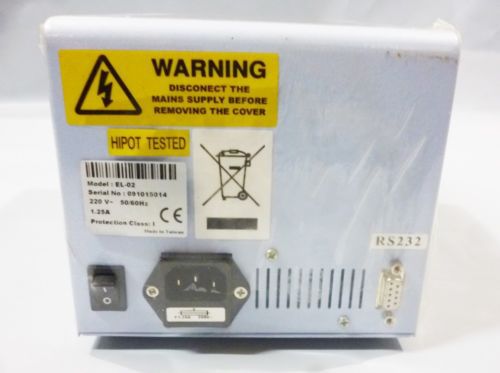 WARNING
DISCONECT THE
MAINS SUPPLY BEFORE
REMOVING THE COVER
HIPOT TESTED
Model : EL-02
Serial No : 091015014
220 V~ 50/60Hz
1.25A
Protection Class: I
CE
Made In Taiwan
RS232